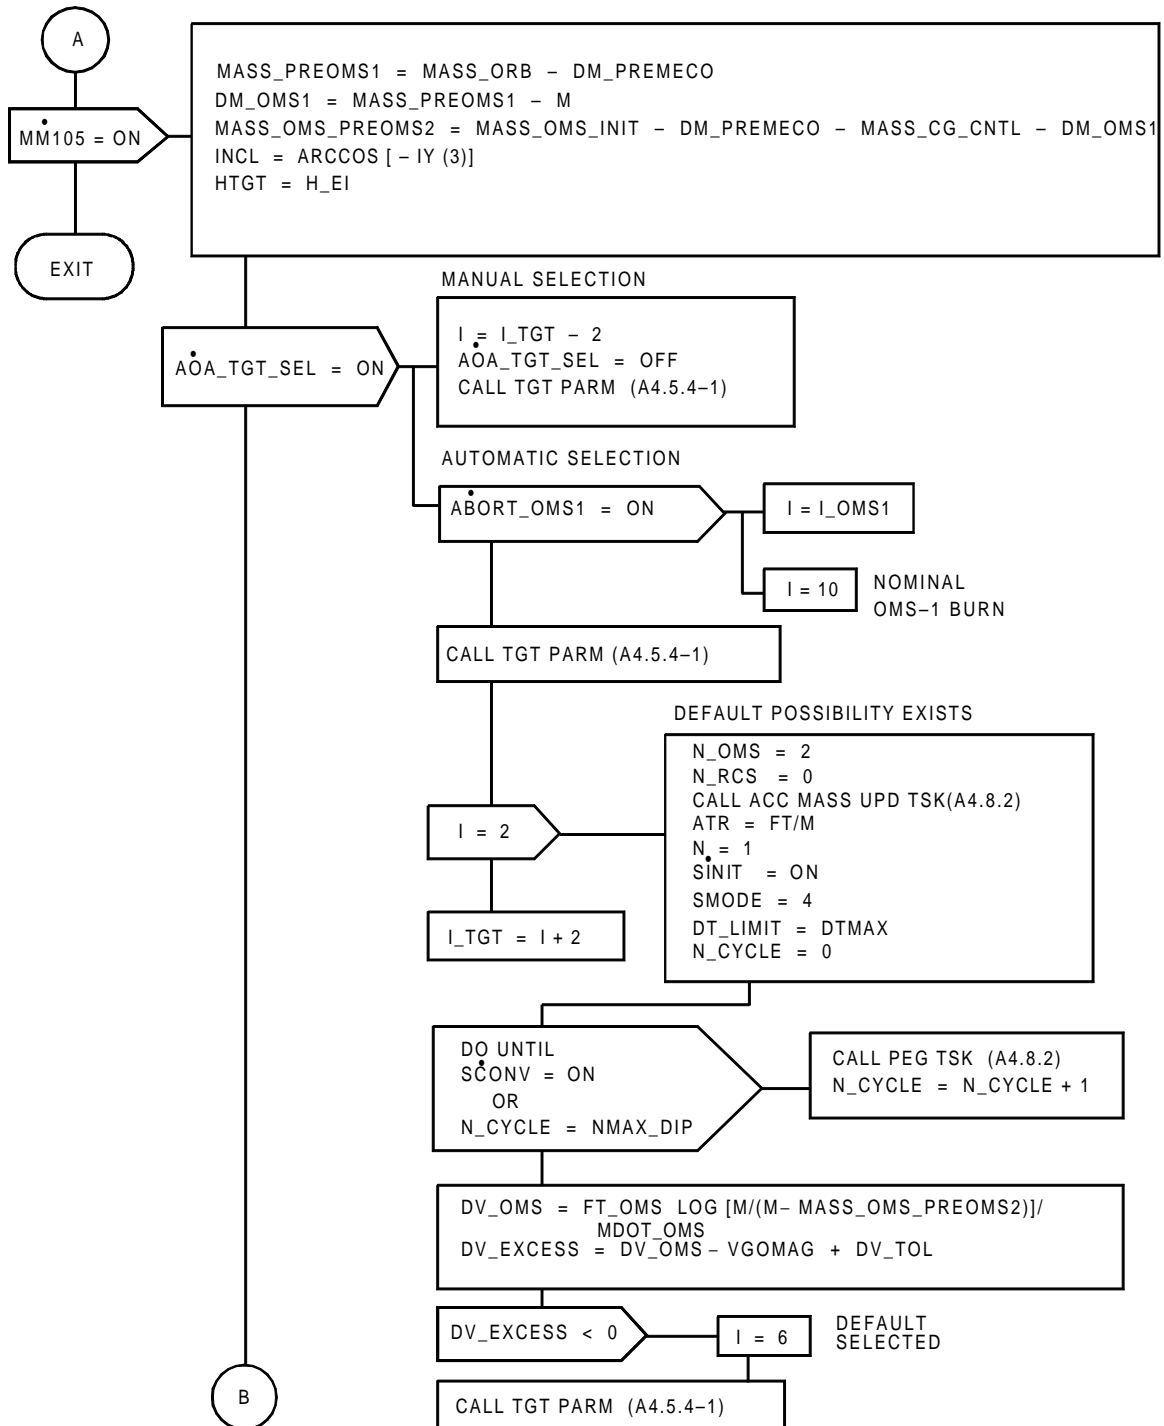 A
MASS_PREOMS1 = MASS_ORB – DM_PREMECO
DM_OMS1 = MASS_PREOMS1 – M
MASS_OMS_PREOMS2 = MASS_OMS_INIT – DM_PREMECO – MASS_CG_CNTL – DM_OMS1
INCL = ARCCOS [ – IY (3)]
HTGT = H_EI
MM105 = ON
EXIT
MANUAL SELECTION
I = I_TGT – 2
AOA_TGT_SEL = OFF
CALL TGT PARM (A4.5.4–1)
AOA_TGT_SEL = ON
AUTOMATIC SELECTION
ABORT_OMS1 = ON
I = I_OMS1
I = 10
NOMINAL
OMS–1 BURN
CALL TGT PARM (A4.5.4–1)
DEFAULT POSSIBILITY EXISTS
N_OMS = 2
N_RCS = 0
CALL ACC MASS UPD TSK(A4.8.2)
ATR = FT/M
N = 1
SINIT = ON
SMODE = 4
DT_LIMIT = DTMAX
N_CYCLE = 0
I = 2
I_TGT = I + 2
DO UNTIL
SCONV = ON
OR
N_CYCLE = NMAX_DIP
CALL PEG TSK (A4.8.2)
N_CYCLE = N_CYCLE + 1
DV_OMS = FT_OMS LOG [M/(M– MASS_OMS_PREOMS2)]/
MDOT_OMS
DV_EXCESS = DV_OMS – VGOMAG + DV_TOL
DV_EXCESS < 0
I = 6
DEFAULT
SELECTED
B
CALL TGT PARM (A4.5.4–1)